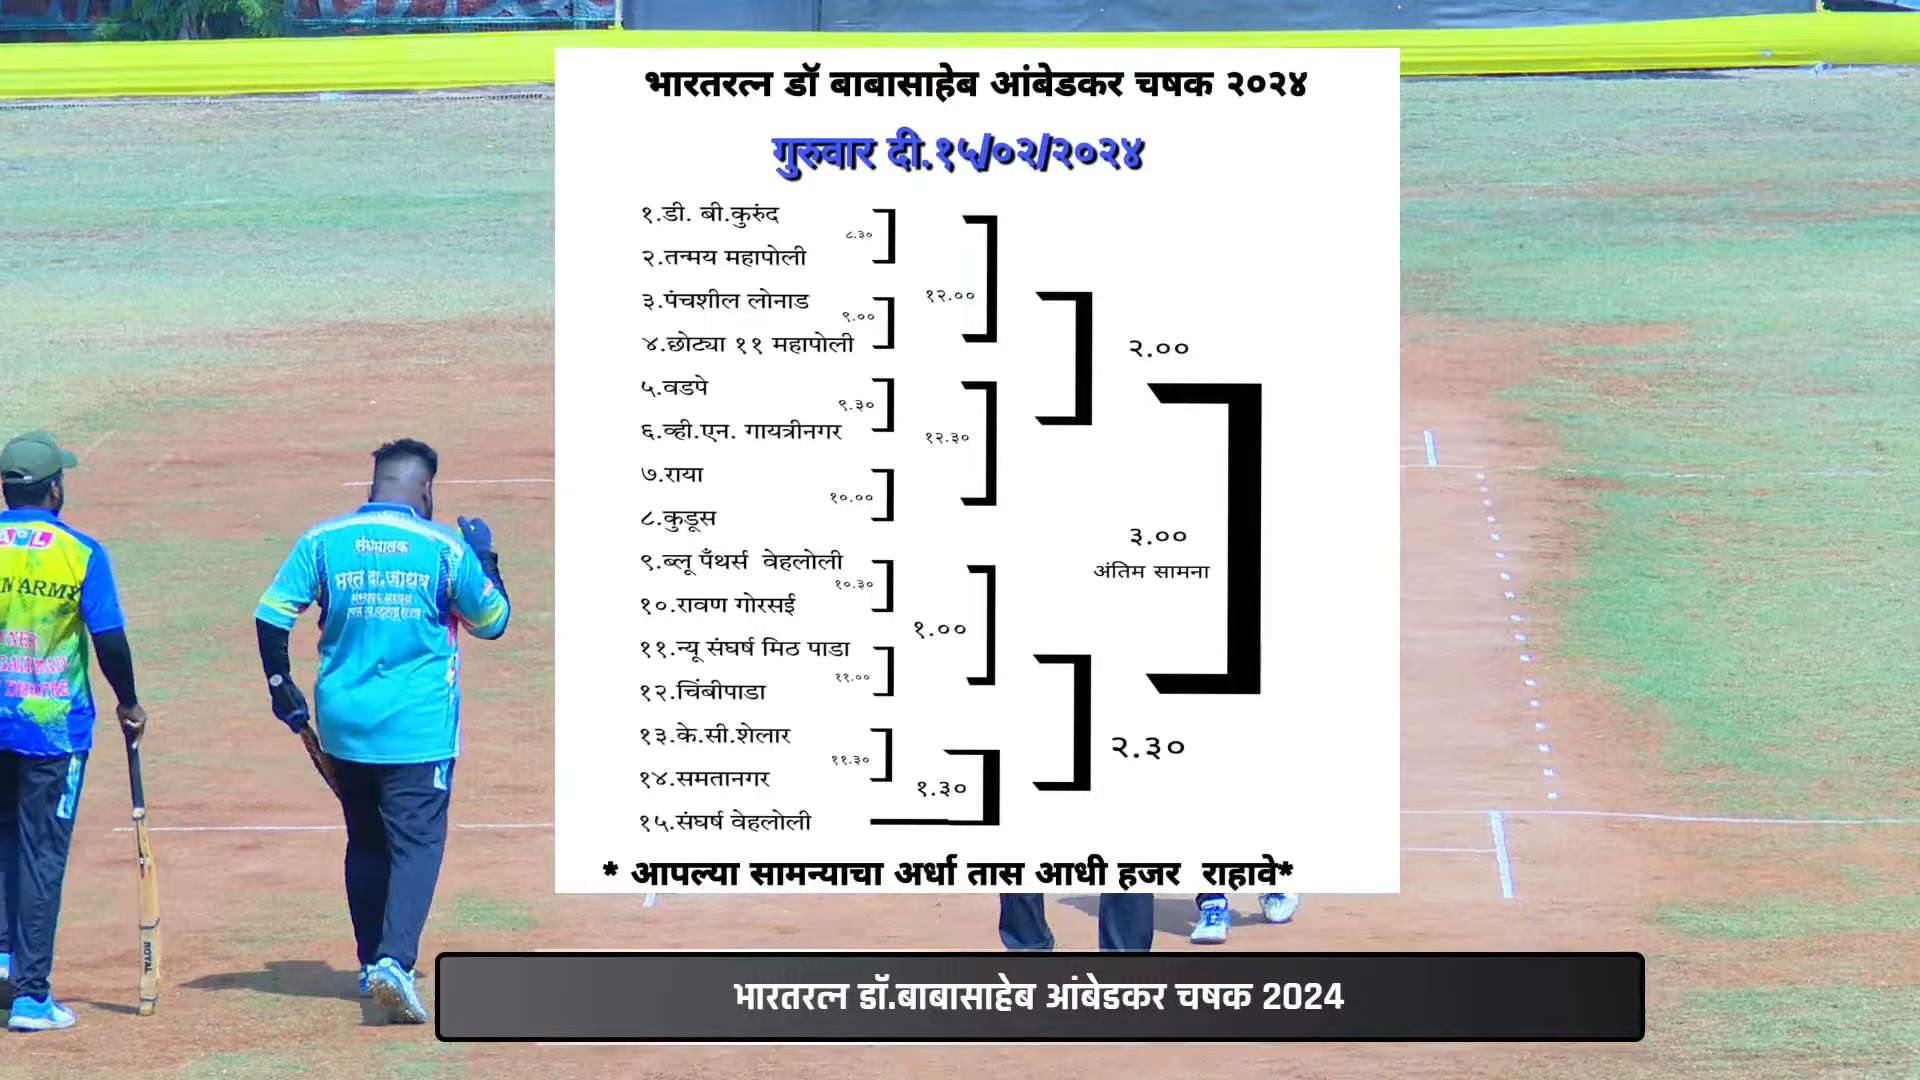 भारतरत्न डॉ बाबासाहेब आंबेडकर चषक २०२४
गुरुवार दी.१५/०२/२०२४
१.डी. बी.कुरुंद
८.३०
२.तन्मय महापोली
१२.००
३.पंचशील लोनाड
९.००
४.छोट्या ११ महापोली
२.००
५.वडपे
९.३०
६.व्ही.एन. गायत्रीनगर
१२.३०
७.राया
१०.००
८.कुडूस
३.००
अंतिम सामना
९.ब्लू पँथर्स वेहलोली
१०.३०
१०.रावण गोरसई
१.००
११.न्यू संघर्ष मिठ पाडा
११.००
१२.चिंबीपाडा
१३.के.सी.शेलार
२.३०
११.३०
१४.समतानगर
१.३०
१५.संघर्ष वेहलोली
* आपल्या सामन्याचा अर्धा तास आधी हजर राहावे*
भारतरत्न डॉ.बाबासाहेब आंबेडकर चषक 2024
ARMY
ROYAL